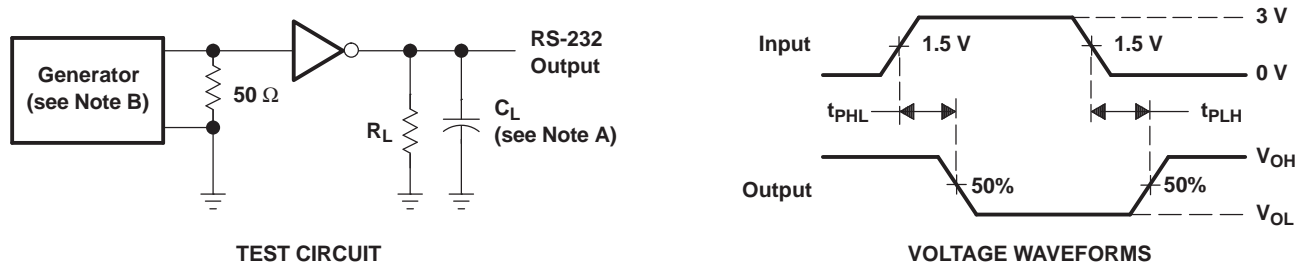 Generator
(see Note B)
50 Ω
RS-232
Output
R_L
C_L
(see Note A)
TEST CIRCUIT
Input
1.5 V
1.5 V
3 V
0 V
t_PHL
t_PLH
Output
50%
50%
V_OH
V_OL
VOLTAGE WAVEFORMS